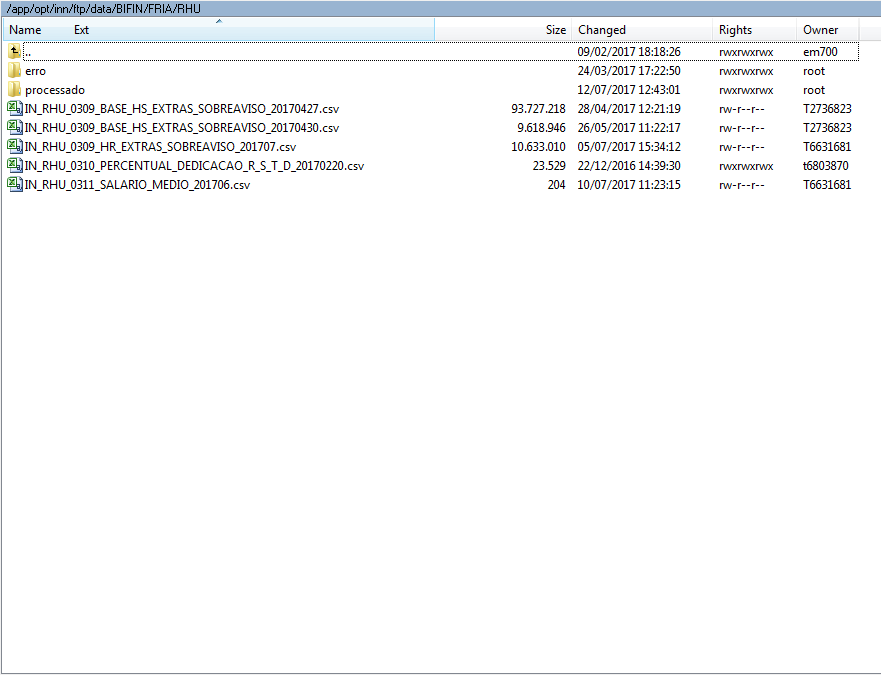 /app/opt/inn/ftp/data/BIFIN/FRIA/RHU
Name Ext Size Changed Rights Owner
.. 09/02/2017 18:18:26 rwxrwxrwx em700
erro 24/03/2017 17:22:50 rwxrwxrwx root
processado 12/07/2017 12:43:01 rwxrwxrwx root
IN_RHU_0309_BASE_HS_EXTRAS_SOBREAVISO_20170427.csv 93.727.218 28/04/2017 12:21:19 rw-r--r-- T2736823
IN_RHU_0309_BASE_HS_EXTRAS_SOBREAVISO_20170430.csv 9.618.946 26/05/2017 11:22:17 rw-r--r-- T2736823
IN_RHU_0309_HR_EXTRAS_SOBREAVISO_201707.csv 10.633.010 05/07/2017 15:34:12 rw-r--r-- T6631681
IN_RHU_0310_PERCENTUAL_DEDICACAO_R_S_T_D_20170220.csv 23.529 22/12/2016 14:39:30 rwxrwxrwx t6803870
IN_RHU_0311_SALARIO_MEDIO_201706.csv 204 10/07/2017 11:23:15 rw-r--r-- T6631681